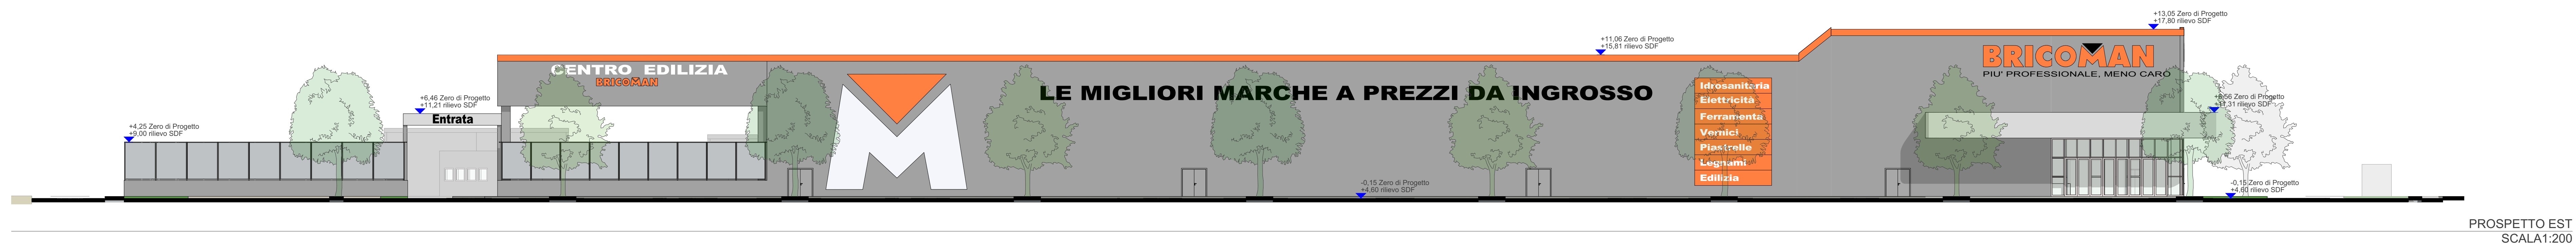 +4,25 Zero di Progetto
+9,00 rilievo SDF
+6,46 Zero di Progetto
+11,21 rilievo SDF
Entrata
CENTRO EDILIZIA
BRICOMAN
LE MIGLIORI MARCHE A PREZZI DA INGROSSO
-0,15 Zero di Progetto
+4,60 rilievo SDF
+11,06 Zero di Progetto
+15,81 rilievo SDF
Idrosanitaria
Elettricità
Ferramenta
Vernici
Piastrelle
Legnami
Edilizia
+13,05 Zero di Progetto
+17,80 rilievo SDF
BRICOMAN
PIU' PROFESSIONALE, MENO CARO
+6,56 Zero di Progetto
+11,31 rilievo SDF
-0,15 Zero di Progetto
+4,60 rilievo SDF
PROSPETTO EST
SCALA1:200